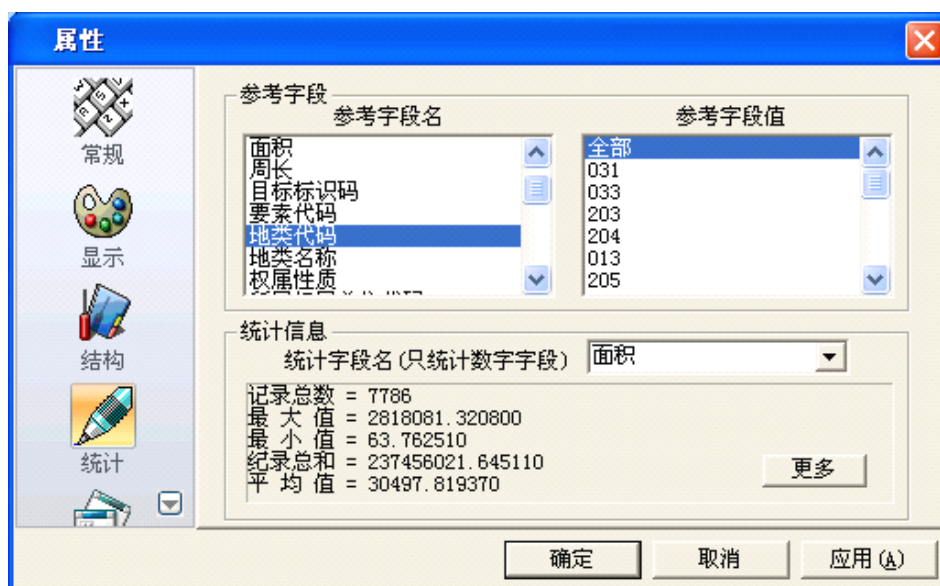 属性
常规
显示
结构
统计
参考字段
参考字段名
面积
周长
目标标识码
要素代码
地类代码
地类名称
权属性质
参考字段值
全部
031
033
203
204
013
205
统计信息
统计字段名(只统计数字字段)
面积
记录总数 = 7786
最 大 值 = 2818081.320800
最 小 值 = 63.762510
纪录总和 = 237456021.645110
平 均 值 = 30497.819370
更多
确定
取消
应用(A)